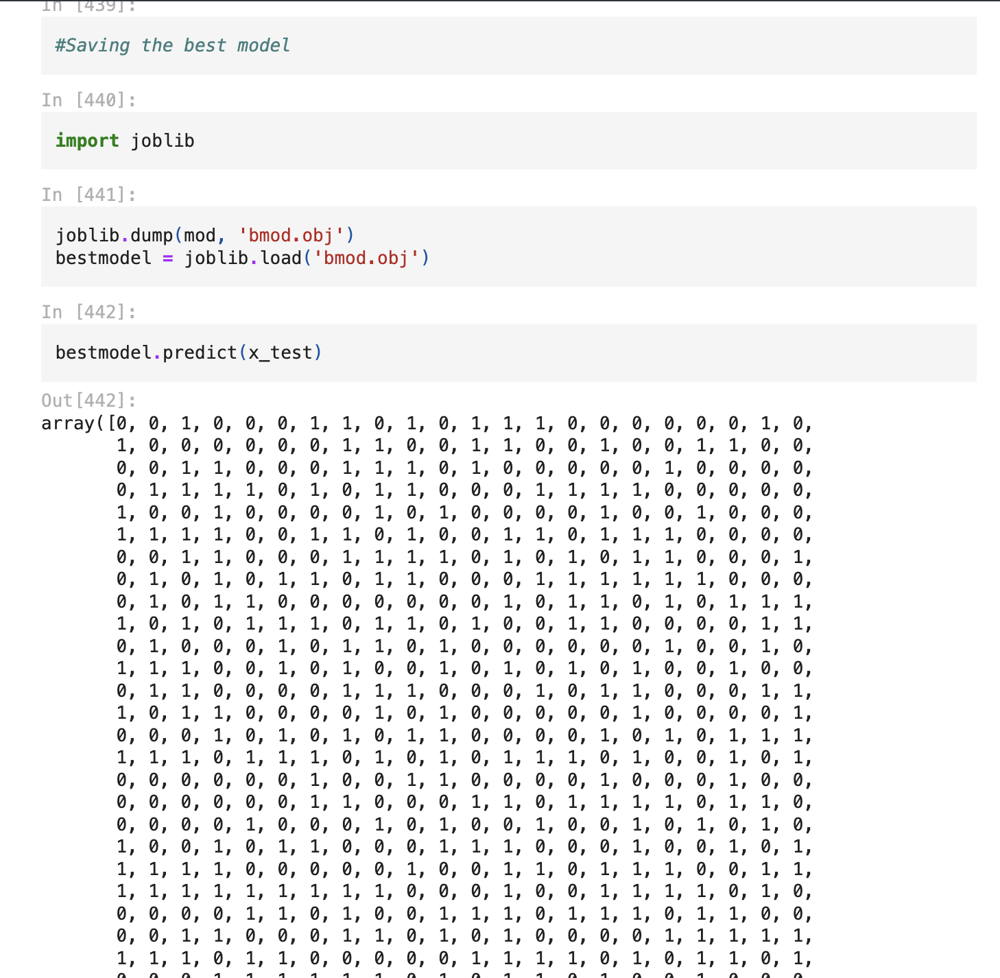 In [439]:
#Saving the best model
In [440]:
import joblib
In [441]:
joblib.dump(mod, 'bmod.obj')
bestmodel = joblib.load('bmod.obj')
In [442]:
bestmodel.predict(x_test)
Out[442]:
array([0, 0, 1, 0, 0, 0, 1, 1, 0, 1, 0, 1, 1, 1, 0, 0, 0, 0, 0, 0, 1, 0,
1, 0, 0, 0, 0, 0, 0, 1, 1, 0, 0, 1, 1, 0, 0, 1, 0, 0, 1, 1, 0, 0,
0, 0, 1, 1, 0, 0, 0, 1, 1, 1, 0, 1, 0, 0, 0, 0, 0, 1, 0, 0, 0, 0,
0, 1, 1, 1, 1, 0, 1, 0, 1, 1, 0, 0, 0, 1, 1, 1, 1, 0, 0, 0, 0, 0,
1, 0, 0, 1, 0, 0, 0, 0, 1, 0, 1, 0, 0, 0, 0, 1, 0, 0, 1, 0, 0, 0,
1, 1, 1, 1, 0, 0, 1, 1, 0, 1, 0, 0, 1, 1, 0, 1, 1, 1, 0, 0, 0, 0,
0, 0, 1, 1, 0, 0, 0, 1, 1, 1, 1, 0, 1, 0, 1, 0, 1, 1, 0, 0, 0, 1,
0, 1, 0, 1, 0, 1, 1, 0, 1, 1, 0, 0, 0, 1, 1, 1, 1, 1, 1, 0, 0, 0,
0, 1, 0, 1, 1, 0, 0, 0, 0, 0, 0, 0, 1, 0, 1, 1, 0, 1, 0, 1, 1, 1,
1, 0, 1, 0, 1, 1, 1, 0, 1, 1, 0, 1, 0, 0, 1, 1, 0, 0, 0, 0, 1, 1,
0, 1, 0, 0, 0, 1, 0, 1, 1, 0, 1, 0, 0, 0, 0, 0, 0, 1, 0, 0, 1, 0,
1, 1, 1, 0, 0, 1, 0, 1, 0, 0, 1, 0, 1, 0, 1, 0, 1, 0, 0, 1, 0, 0,
0, 1, 1, 0, 0, 0, 0, 1, 1, 1, 0, 0, 0, 1, 0, 1, 1, 0, 0, 0, 1, 1,
1, 0, 1, 1, 0, 0, 0, 0, 1, 0, 1, 0, 0, 0, 0, 0, 1, 0, 0, 0, 0, 1,
0, 0, 0, 1, 0, 1, 0, 1, 0, 1, 1, 0, 0, 0, 0, 1, 0, 1, 0, 1, 1, 1,
1, 1, 1, 0, 1, 1, 1, 0, 1, 0, 1, 0, 1, 1, 1, 0, 1, 0, 0, 1, 0, 1,
0, 0, 0, 0, 0, 0, 1, 0, 0, 1, 1, 0, 0, 0, 0, 1, 0, 0, 0, 1, 0, 0,
0, 0, 0, 0, 0, 0, 1, 1, 0, 0, 0, 1, 1, 0, 1, 1, 1, 1, 0, 1, 1, 0,
0, 0, 0, 0, 1, 0, 0, 0, 1, 0, 1, 0, 0, 1, 0, 0, 1, 0, 1, 0, 1, 0,
1, 0, 0, 1, 0, 1, 1, 0, 0, 0, 1, 1, 1, 0, 0, 0, 1, 0, 0, 1, 0, 1,
1, 1, 1, 1, 0, 0, 0, 0, 0, 1, 0, 0, 1, 1, 0, 1, 1, 1, 0, 0, 1, 1,
1, 1, 1, 1, 1, 1, 1, 1, 1, 0, 0, 0, 1, 0, 0, 1, 1, 1, 1, 0, 1, 0,
0, 0, 0, 0, 1, 1, 0, 1, 0, 0, 1, 1, 1, 0, 1, 1, 1, 0, 1, 1, 0, 0,
0, 0, 1, 1, 0, 0, 0, 1, 1, 0, 1, 0, 1, 0, 0, 0, 0, 1, 1, 1, 1, 1,
1, 1, 1, 0, 1, 1, 0, 0, 0, 0, 0, 1, 1, 1, 1, 0, 1, 0, 1, 1, 0, 1,